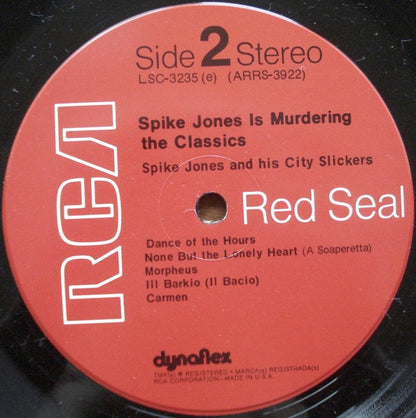 Side 2 Stereo
LSC-3235 (e) (ARRS-3922)
Spike Jones Is Murdering
the Classics
Spike Jones and his City Slickers
RCA
Red Seal
Dance of the Hours
None But the Lonely Heart (A Soaperetta)
Morpheus
Ill Barkio (Il Bacio)
Carmen
dynaflex
TMK(s) ® REGISTERED • MARCA(s) REGISTRADA(s)
RCA CORPORATION—MADE IN U.S.A.